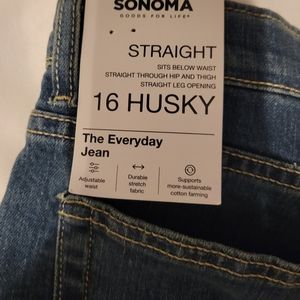 SONOMA
GOODS FOR LIFE®
STRAIGHT
SITS BELOW WAIST
STRAIGHT THROUGH HIP AND THIGH
STRAIGHT LEG OPENING
16 HUSKY
The Everyday
Jean
Adjustable
waist
Durable
stretch
fabric
Supports
more-sustainable
cotton farming